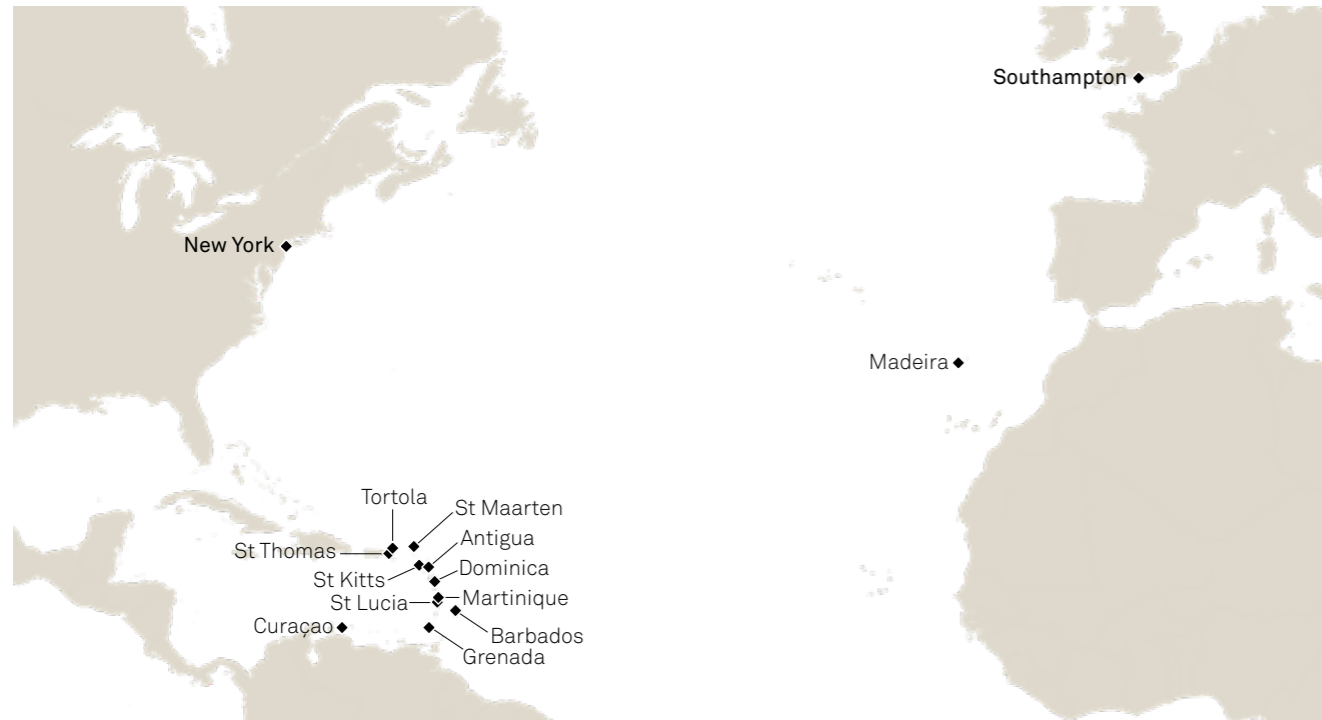 Southampton
New York
Madeira
Tortola
St Maarten
Antigua
St Thomas
Dominica
St Kitts
Martinique
St Lucia
Curaçao
Barbados
Grenada